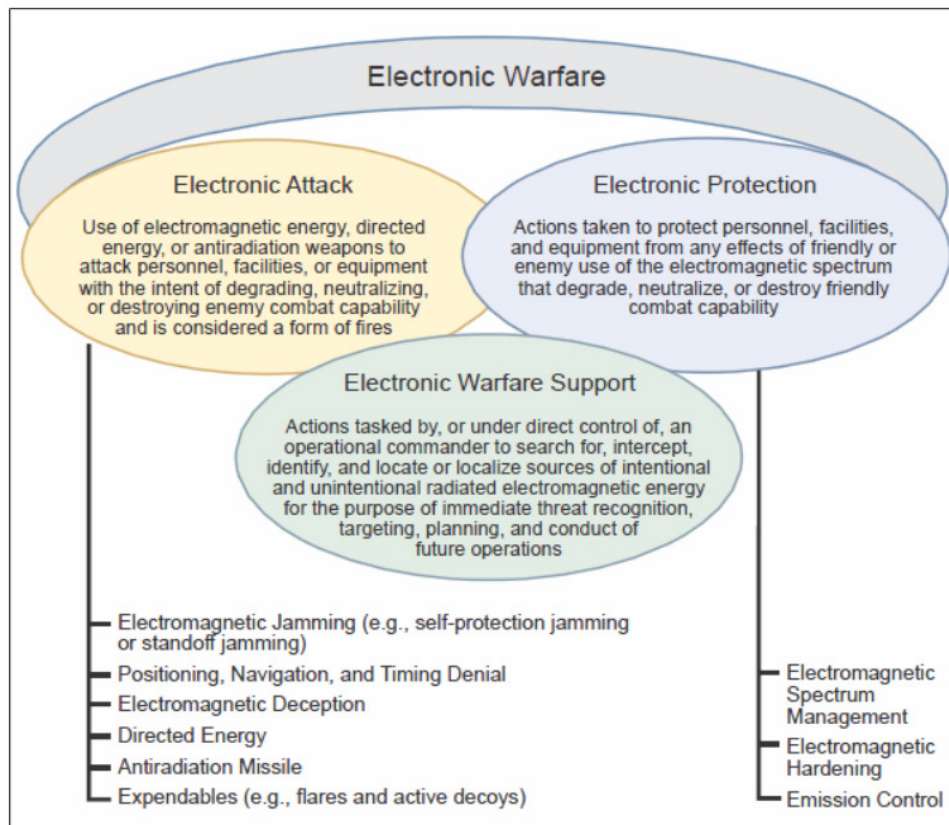 Electronic Warfare
Electronic Attack
Use of electromagnetic energy, directed
energy, or antiradiation weapons to
attack personnel, facilities, or equipment
with the intent of degrading, neutralizing,
or destroying enemy combat capability
and is considered a form of fires
Electronic Protection
Actions taken to protect personnel, facilities,
and equipment from any effects of friendly or
enemy use of the electromagnetic spectrum
that degrade, neutralize, or destroy friendly
combat capability
Electronic Warfare Support
Actions tasked by, or under direct control of, an
operational commander to search for, intercept,
identify, and locate or localize sources of intentional
and unintentional radiated electromagnetic energy
for the purpose of immediate threat recognition,
targeting, planning, and conduct of
future operations
Electromagnetic Jamming (e.g., self-protection jamming
or standoff jamming)
Positioning, Navigation, and Timing Denial
Electromagnetic Deception
Directed Energy
Antiradiation Missile
Expendables (e.g., flares and active decoys)
Electromagnetic
Spectrum
Management
Electromagnetic
Hardening
Emission Control